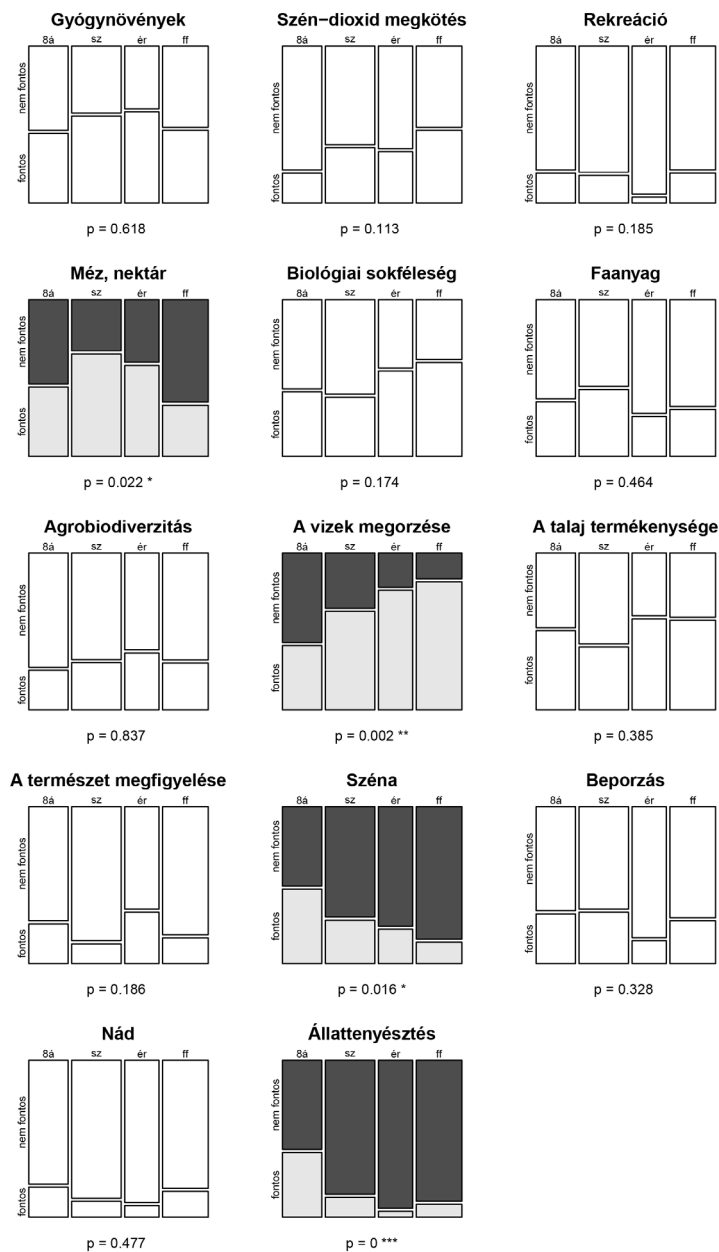 Gyógynövények
8á sz ér ff
nem fontos
fontos
p = 0.618
Szén−dioxid megkötés
8á sz ér ff
nem fontos
fontos
p = 0.113
Rekreáció
8á sz ér ff
nem fontos
fontos
p = 0.185
Méz, nektár
8á sz ér ff
nem fontos
fontos
p = 0.022 *
Biológiai sokféleség
8á sz ér ff
nem fontos
fontos
p = 0.174
Faanyag
8á sz ér ff
nem fontos
fontos
p = 0.464
Agrobiodiverzitás
8á sz ér ff
nem fontos
fontos
p = 0.837
A vizek megorzése
8á sz ér ff
nem fontos
fontos
p = 0.002 **
A talaj termékenysége
8á sz ér ff
nem fontos
fontos
p = 0.385
A természet megfigyelése
8á sz ér ff
nem fontos
fontos
p = 0.186
Széna
8á sz ér ff
nem fontos
fontos
p = 0.016 *
Beporzás
8á sz ér ff
nem fontos
fontos
p = 0.328
Nád
8á sz ér ff
nem fontos
fontos
p = 0.477
Állattenyésztés
8á sz ér ff
nem fontos
fontos
p = 0 ***